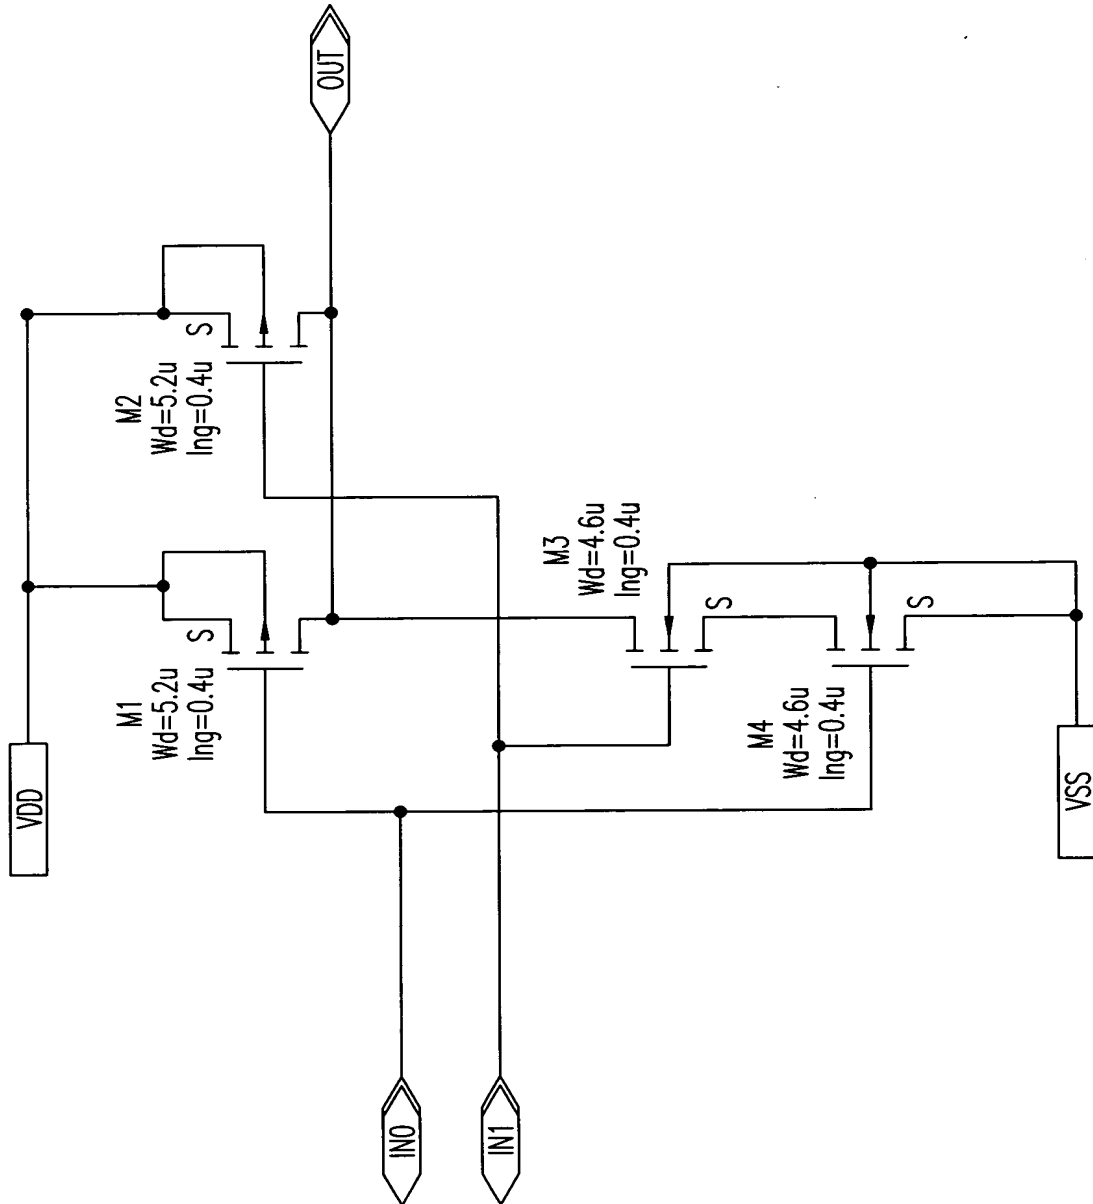 VDD
M1
Wd=5.2u
lng=0.4u
S
M2
Wd=5.2u
lng=0.4u
S
OUT
M3
Wd=4.6u
lng=0.4u
S
M4
Wd=4.6u
lng=0.4u
S
IN0
IN1
VSS